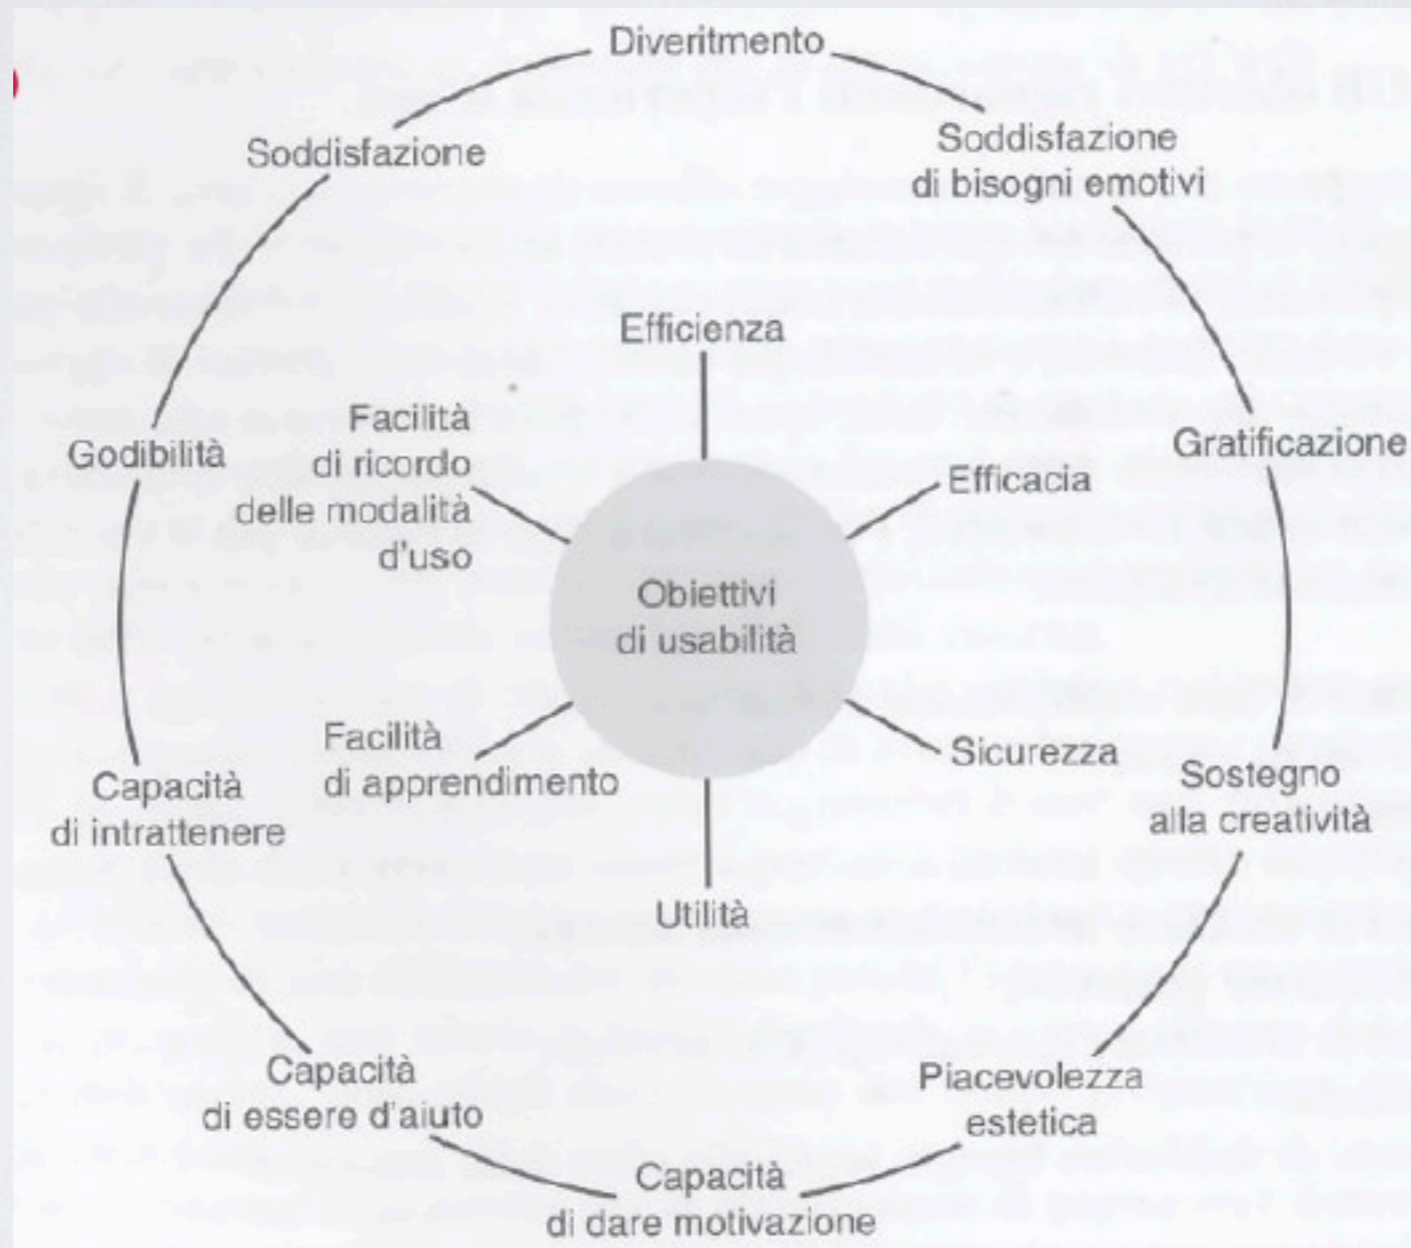 Diveritmento
Soddisfazione
Soddisfazione
di bisogni emotivi
Efficienza
Facilità
di ricordo
delle modalità
d'uso
Godibilità
Gratificazione
Efficacia
Obiettivi
di usabilità
Facilità
di apprendimento
Sicurezza
Capacità
di intrattenere
Sostegno
alla creatività
Utilità
Capacità
di essere d'aiuto
Piacevolezza
estetica
Capacità
di dare motivazione